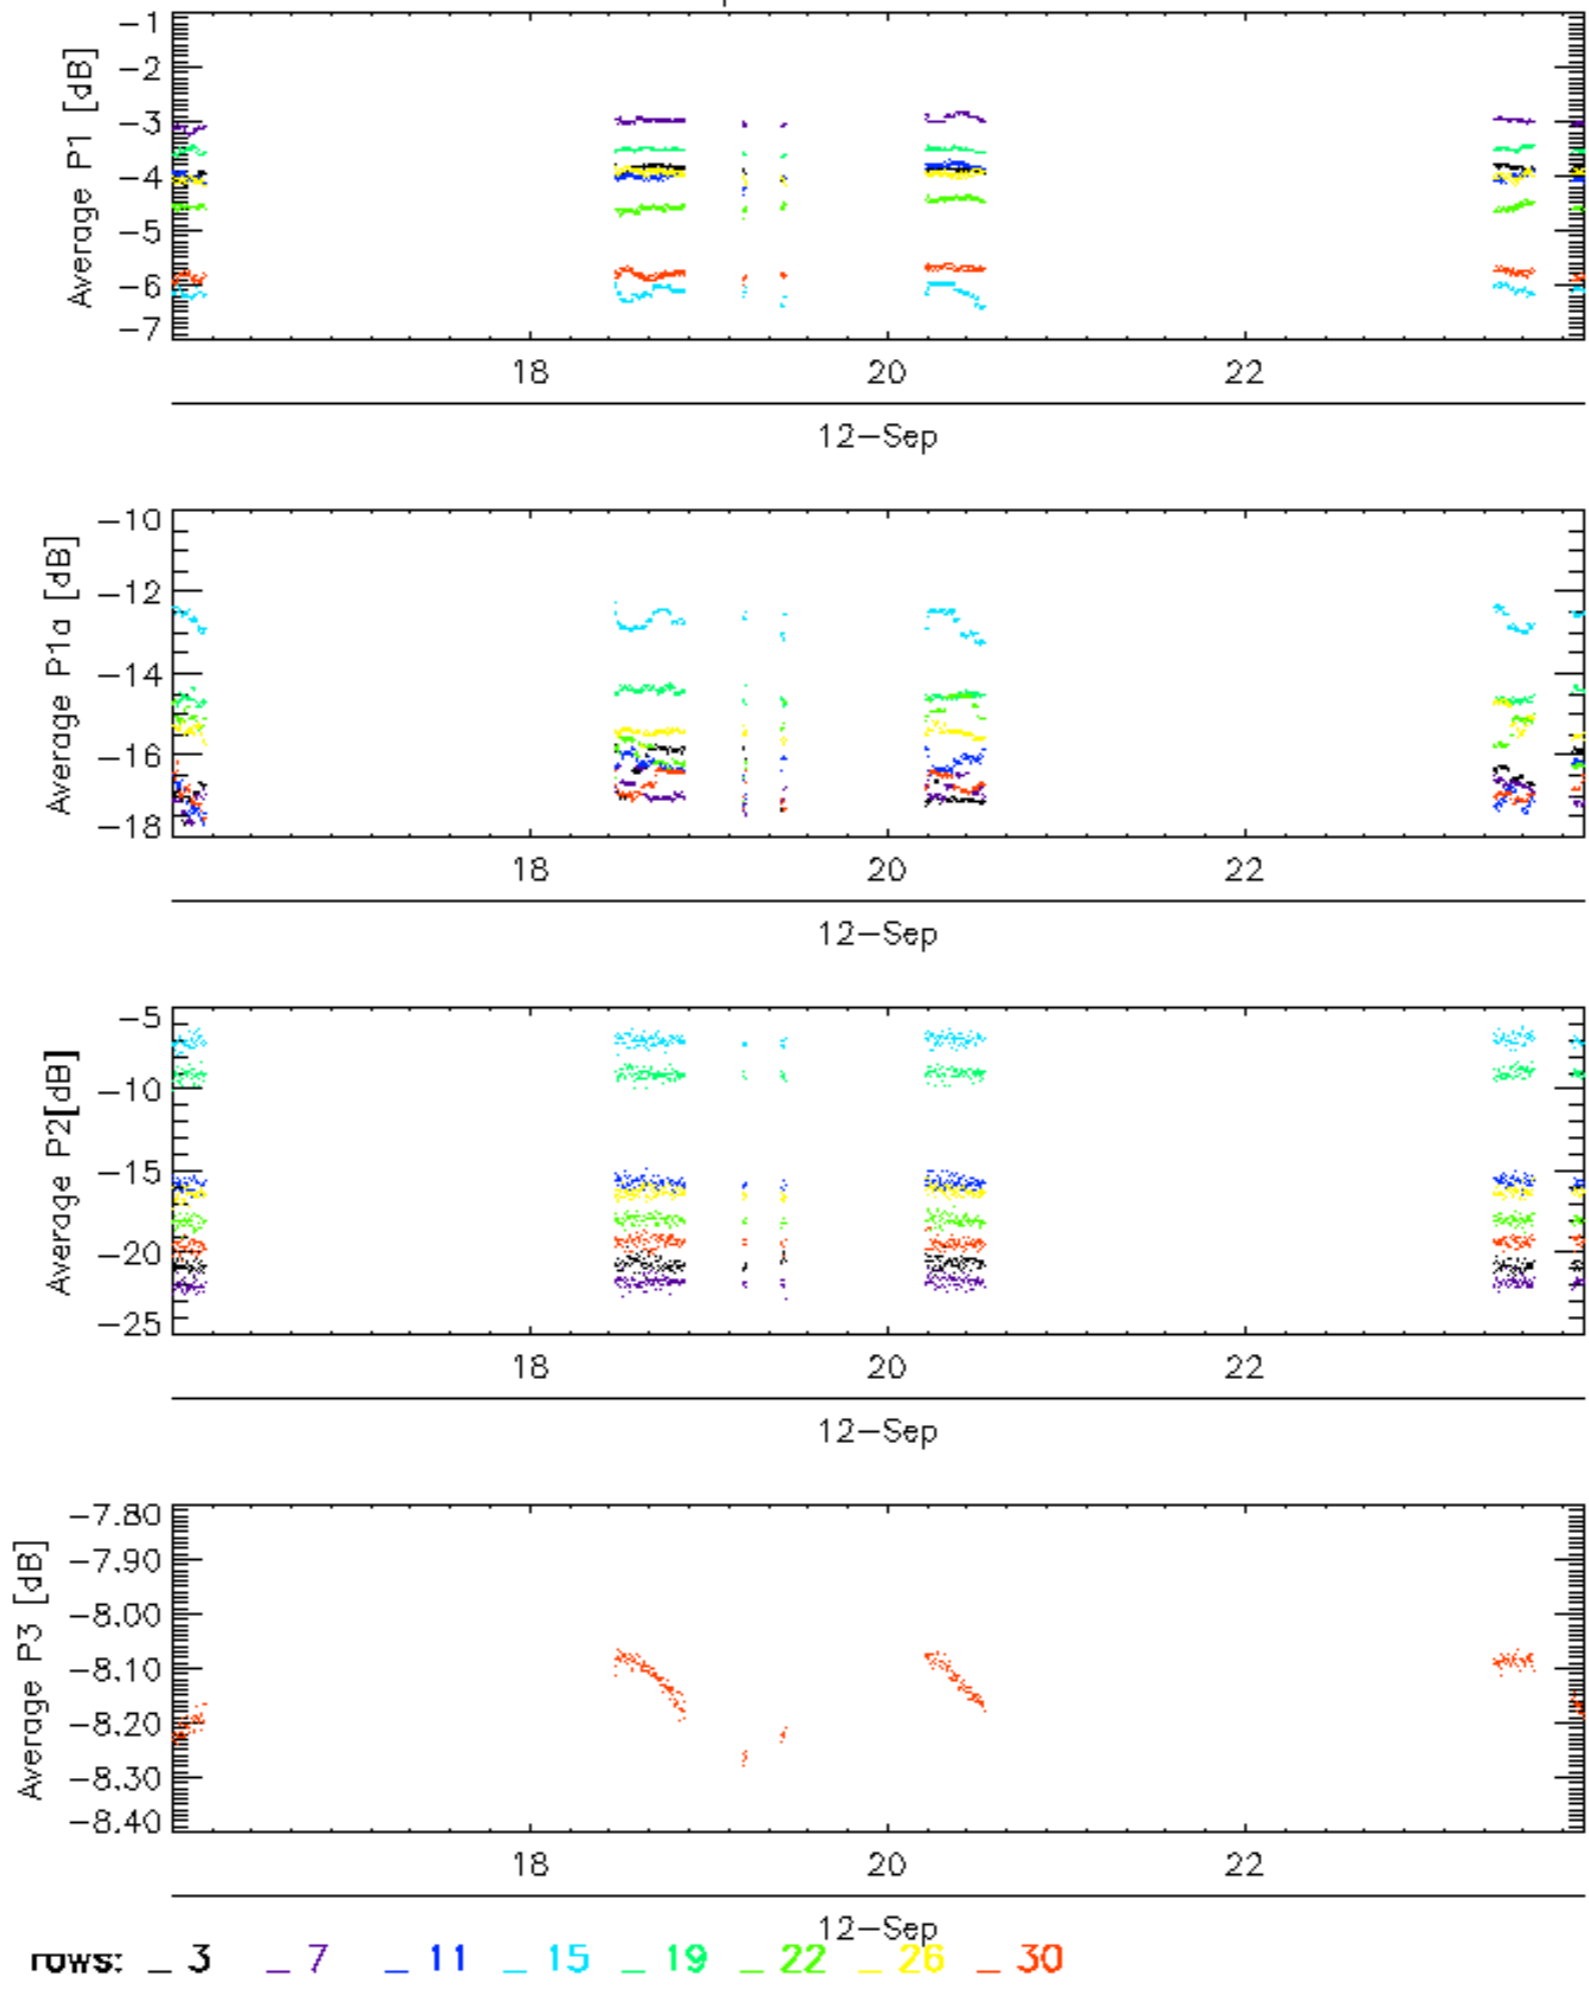 -1
-2
-3
-4
-5
-6
-7
Average P1 [dB]
18 20 22
12-Sep
-10
-12
-14
-16
-18
Average P1a [dB]
18 20 22
12-Sep
-5
-10
-15
-20
-25
Average P2[dB]
18 20 22
12-Sep
-7.80
-7.90
-8.00
-8.10
-8.20
-8.30
-8.40
Average P3 [dB]
18 20 22
12-Sep
rows: _ 3 _ 7 _ 11 _ 15 _ 19 _ 22 _ 26 _ 30